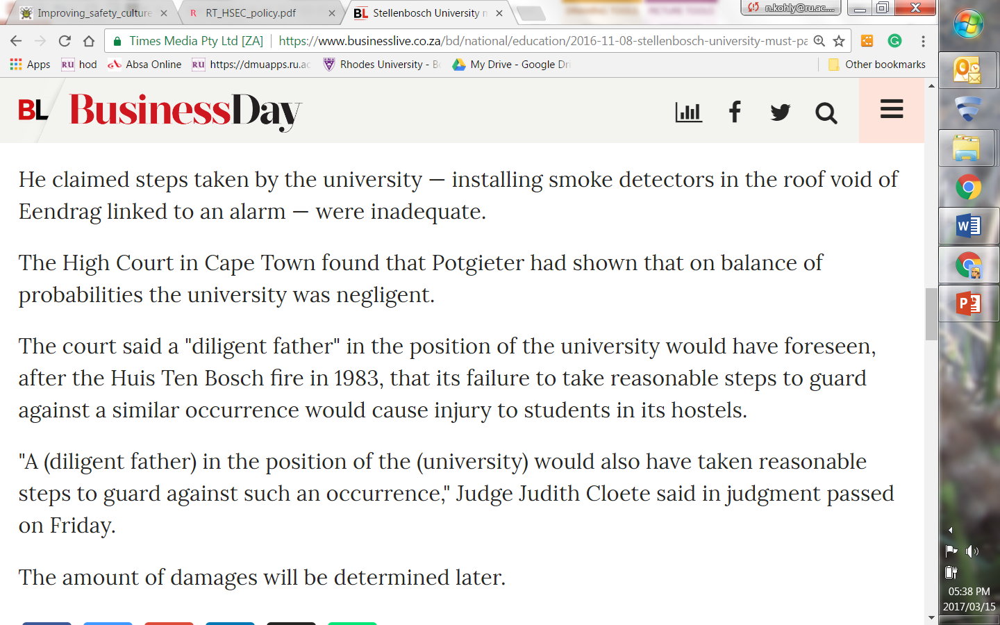 Improving_safety_culture
RT_HSEC_policy.pdf
Stellenbosch University m
n.kohly@ru.ac....
Times Media Pty Ltd [ZA]
https://www.businesslive.co.za/bd/national/education/2016-11-08-stellenbosch-university-must-pa
Apps
RU hod
Absa Online
RU https://dmuapps.ru.ac
Rhodes University - Bo
My Drive - Google Dri
Other bookmarks
BL BusinessDay
He claimed steps taken by the university — installing smoke detectors in the roof void of
Eendrag linked to an alarm — were inadequate.
The High Court in Cape Town found that Potgieter had shown that on balance of
probabilities the university was negligent.
The court said a "diligent father" in the position of the university would have foreseen,
after the Huis Ten Bosch fire in 1983, that its failure to take reasonable steps to guard
against a similar occurrence would cause injury to students in its hostels.
"A (diligent father) in the position of the (university) would also have taken reasonable
steps to guard against such an occurrence," Judge Judith Cloete said in judgment passed
on Friday.
The amount of damages will be determined later.
05:38 PM
2017/03/15